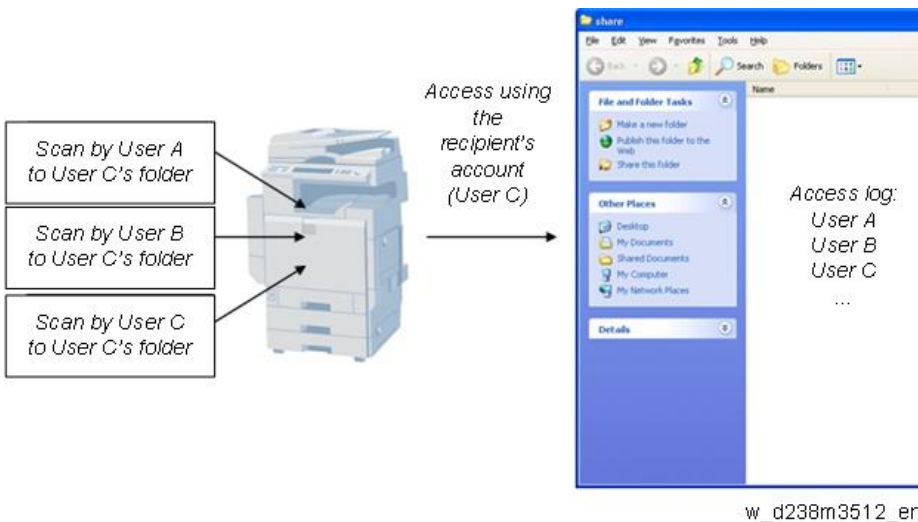 share
File Edit View Favorites Tools Help
Back Search Folders
Name
File and Folder Tasks
Make a new folder
Publish this folder to the
Web
Share this folder
Other Places
Desktop
My Documents
Shared Documents
My Computer
My Network Places
Details
Scan by User A
to User C's folder
Scan by User B
to User C's folder
Scan by User C
to User C's folder
Access using
the
recipient's
account
(User C)
Access log:
User A
User B
User C
...
w_d238m3512_en